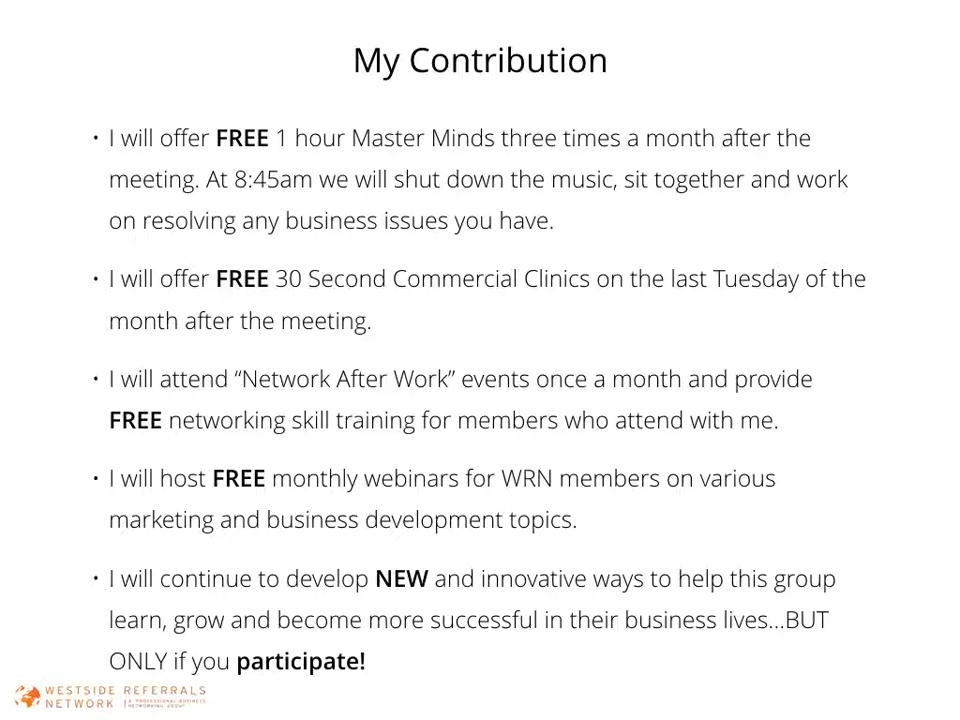 My Contribution
• I will offer FREE 1 hour Master Minds three times a month after the
meeting. At 8:45am we will shut down the music, sit together and work
on resolving any business issues you have.
• I will offer FREE 30 Second Commercial Clinics on the last Tuesday of the
month after the meeting.
• I will attend “Network After Work” events once a month and provide
FREE networking skill training for members who attend with me.
• I will host FREE monthly webinars for WRN members on various
marketing and business development topics.
• I will continue to develop NEW and innovative ways to help this group
learn, grow and become more successful in their business lives...BUT
ONLY if you participate!
WESTSIDE REFERRALS
NETWORK | A PROFESSIONAL BUSINESS
NETWORKING GROUP